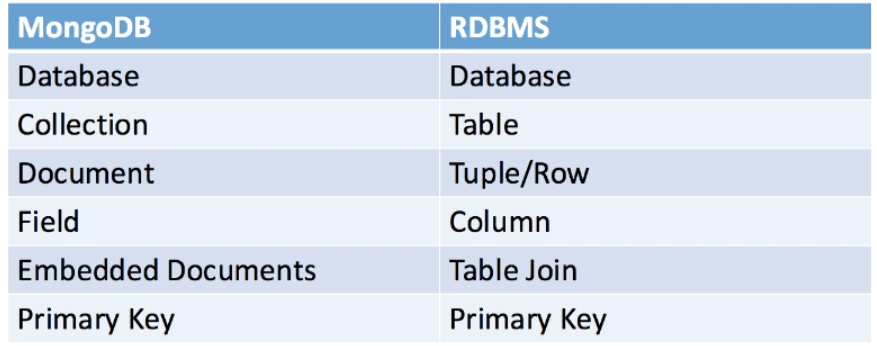 MongoDB RDBMS
Database Database
Collection Table
Document Tuple/Row
Field Column
Embedded Documents Table Join
Primary Key Primary Key